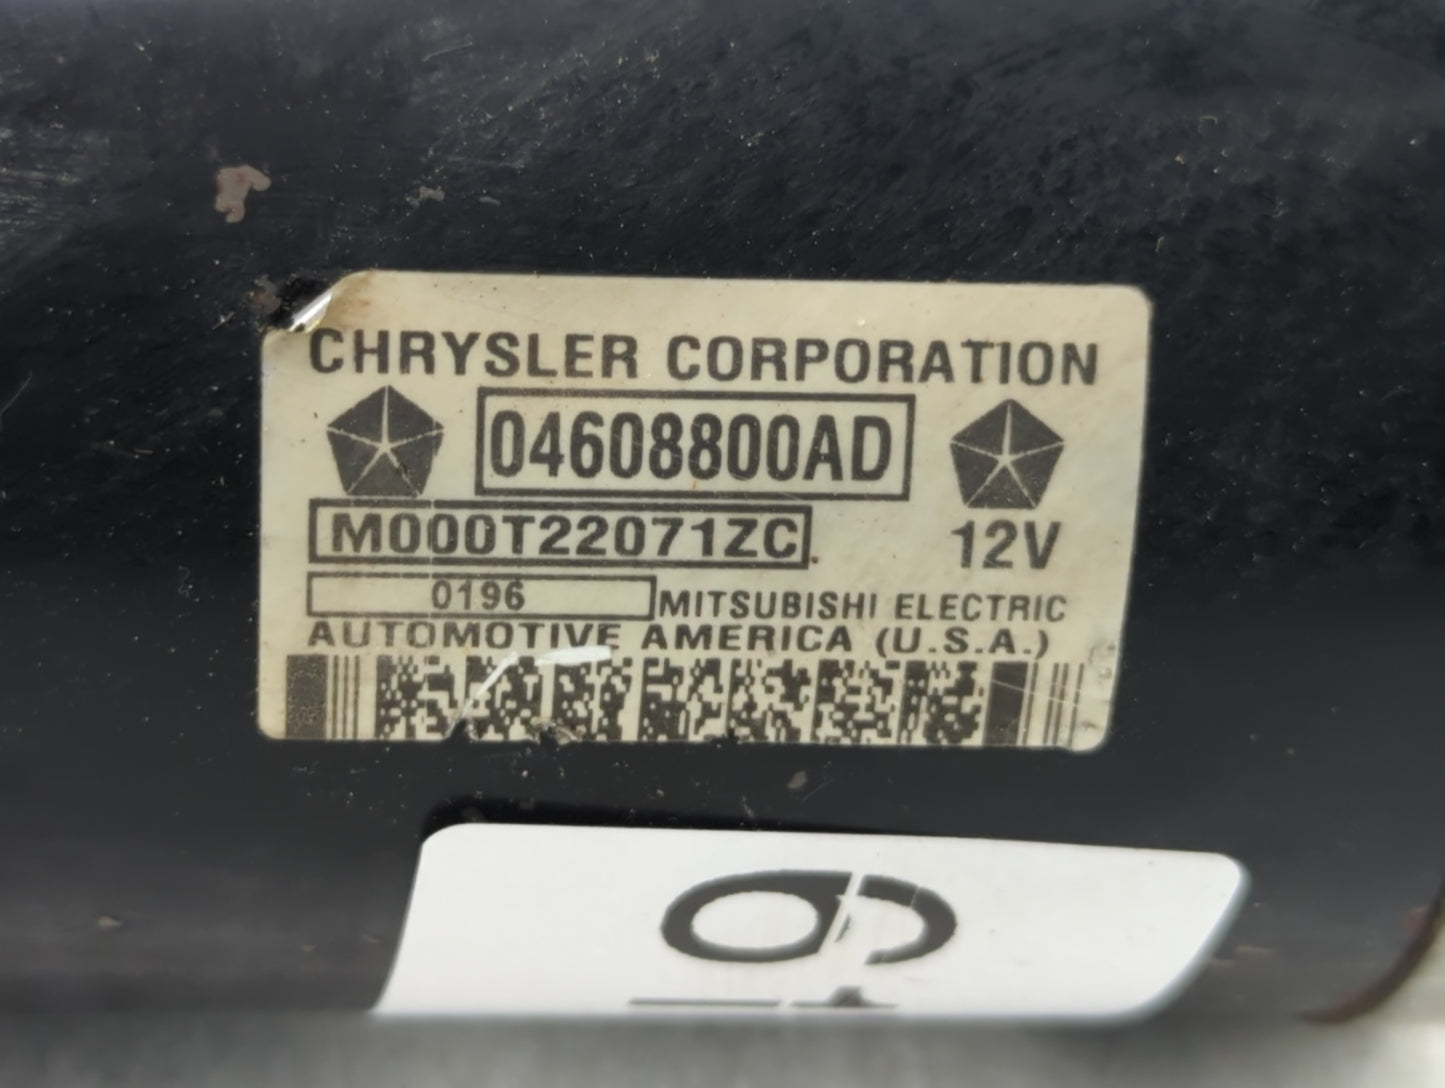 CHRYSLER CORPORATION
04608800AD
M000T22071ZC
12V
0196 MITSUBISHI ELECTRIC
AUTOMOTIVE AMERICA (U.S.A.)